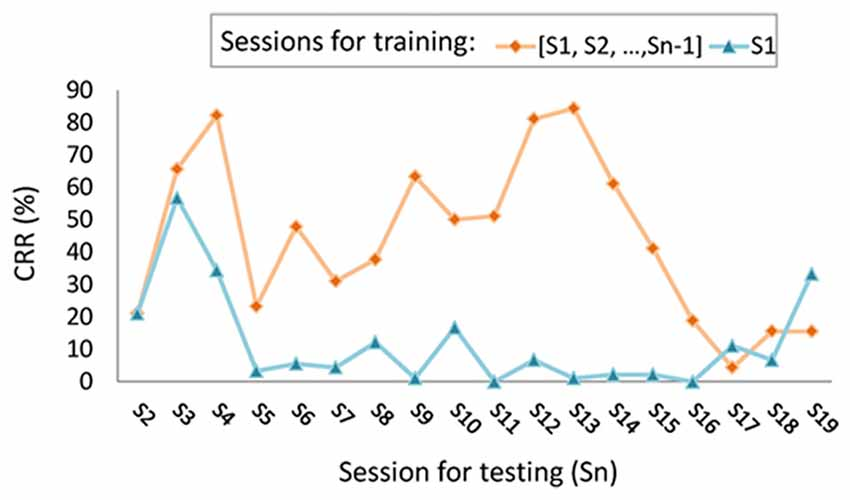 Sessions for training: [S1, S2, ...,Sn-1] S1
90
80
70
60
50
40
30
20
10
0
CRR (%)
S2 S3 S4 S5 S6 S7 S8 S9 S10 S11 S12 S13 S14 S15 S16 S17 S18 S19
Session for testing (Sn)